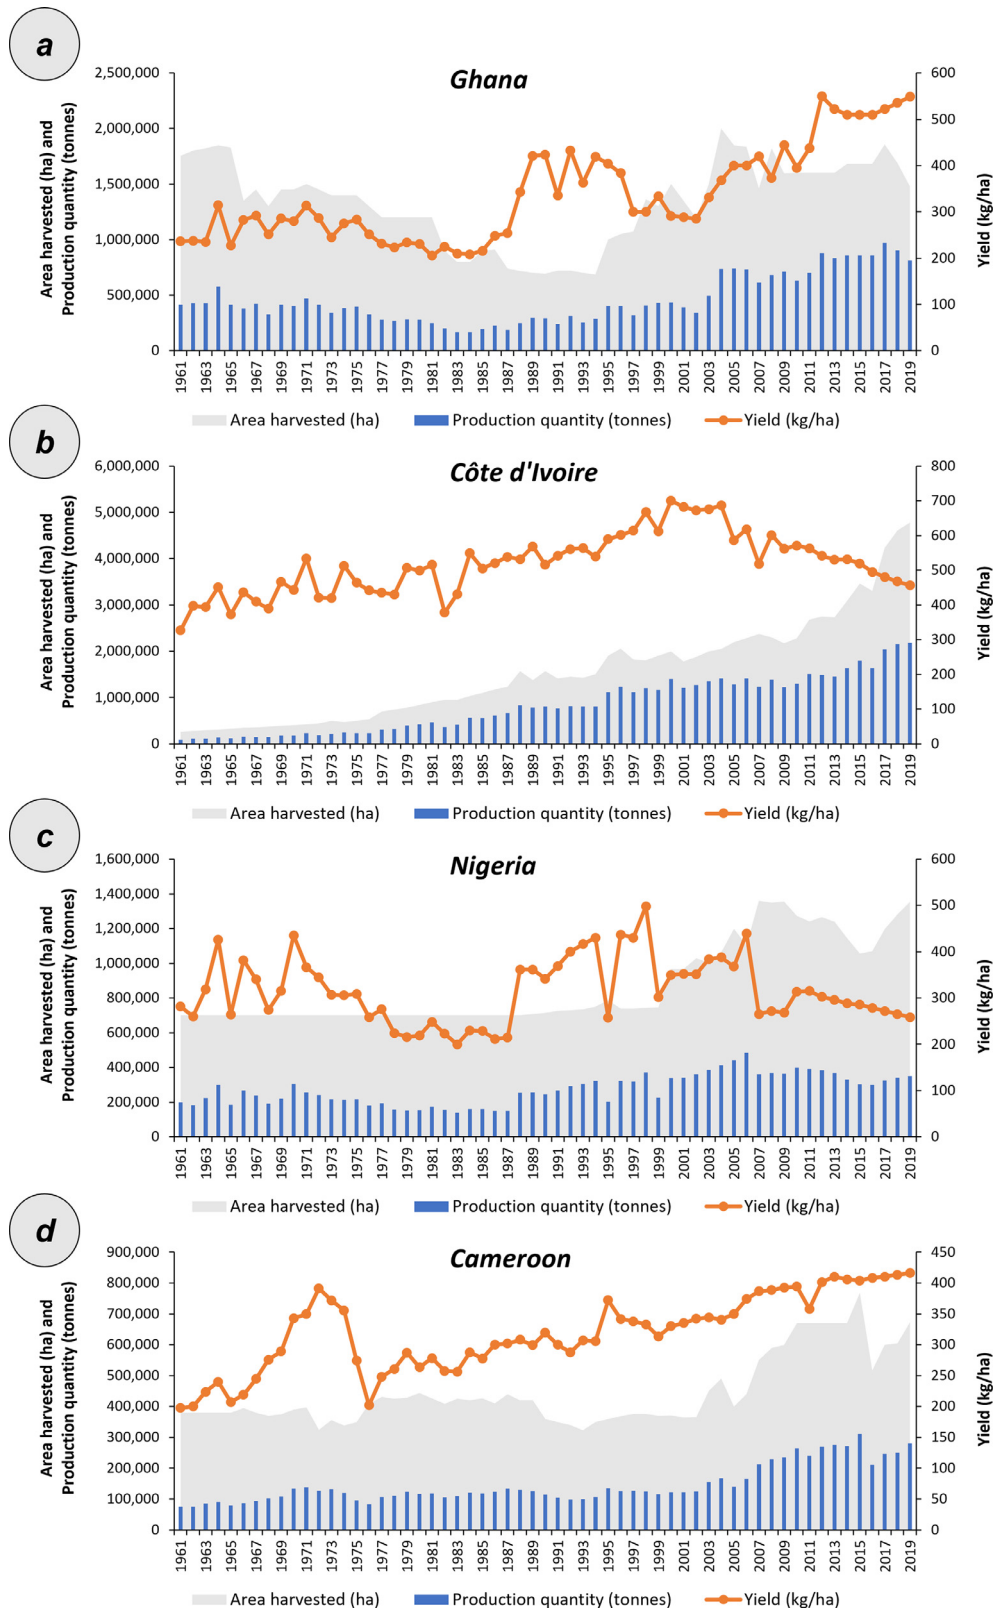 a
Ghana
Area harvested (ha) and
Production quantity (tonnes)
2,500,000
2,000,000
1,500,000
1,000,000
500,000
0
600
500
400
300
200
100
0
Yield (kg/ha)
1961 1963 1965 1967 1969 1971 1973 1975 1977 1979 1981 1983 1985 1987 1989 1991 1993 1995 1997 1999 2001 2003 2005 2007 2009 2011 2013 2015 2017 2019
Area harvested (ha) Production quantity (tonnes) Yield (kg/ha)
b
Côte d'Ivoire
Area harvested (ha) and
Production quantity (tonnes)
6,000,000
5,000,000
4,000,000
3,000,000
2,000,000
1,000,000
0
800
700
600
500
400
300
200
100
0
Yield (kg/ha)
1961 1963 1965 1967 1969 1971 1973 1975 1977 1979 1981 1983 1985 1987 1989 1991 1993 1995 1997 1999 2001 2003 2005 2007 2009 2011 2013 2015 2017 2019
Area harvested (ha) Production quantity (tonnes) Yield (kg/ha)
c
Nigeria
Area harvested (ha) and
Production quantity (tonnes)
1,600,000
1,400,000
1,200,000
1,000,000
800,000
600,000
400,000
200,000
0
600
500
400
300
200
100
0
Yield (kg/ha)
1961 1963 1965 1967 1969 1971 1973 1975 1977 1979 1981 1983 1985 1987 1989 1991 1993 1995 1997 1999 2001 2003 2005 2007 2009 2011 2013 2015 2017 2019
Area harvested (ha) Production quantity (tonnes) Yield (kg/ha)
d
Cameroon
Area harvested (ha) and
Production quantity (tonnes)
900,000
800,000
700,000
600,000
500,000
400,000
300,000
200,000
100,000
0
450
400
350
300
250
200
150
100
50
0
Yield (kg/ha)
1961 1963 1965 1967 1969 1971 1973 1975 1977 1979 1981 1983 1985 1987 1989 1991 1993 1995 1997 1999 2001 2003 2005 2007 2009 2011 2013 2015 2017 2019
Area harvested (ha) Production quantity (tonnes) Yield (kg/ha)